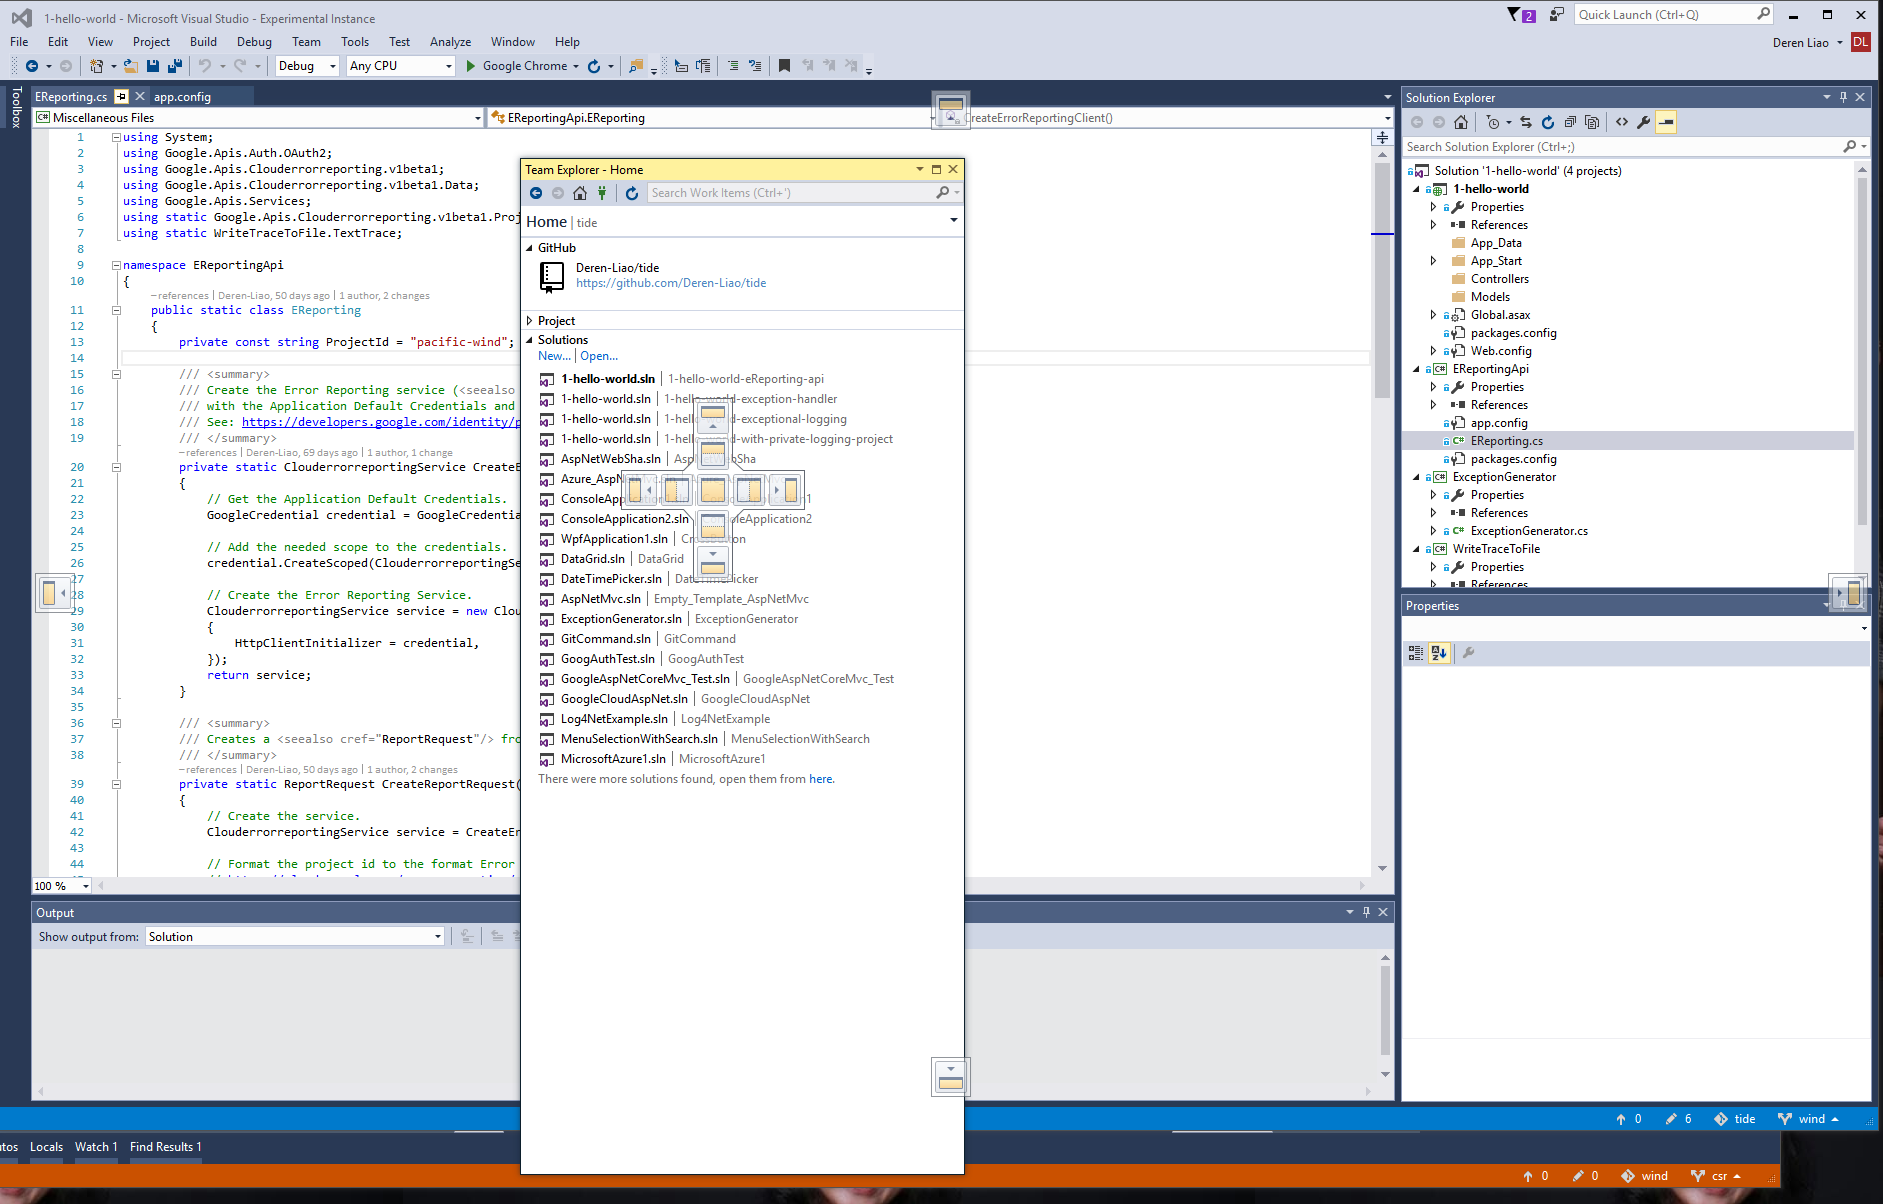 1-hello-world - Microsoft Visual Studio - Experimental Instance
2
Quick Launch (Ctrl+Q)
File Edit View Project Build Debug Team Tools Test Analyze Window Help
Deren Liao
DL
Debug
Any CPU
Google Chrome
Toolbox
EReporting.cs
app.config
Miscellaneous Files
EReportingApi.EReporting
CreateErrorReportingClient()
1 using System;
2 using Google.Apis.Auth.OAuth2;
3 using Google.Apis.Clouderrorreporting.v1beta1;
4 using Google.Apis.Clouderrorreporting.v1beta1.Data;
5 using Google.Apis.Services;
6 using static Google.Apis.Clouderrorreporting.v1beta1.Proj
7 using static WriteTraceToFile.TextTrace;
8
9 namespace EReportingApi
10 {
–references | Deren-Liao, 50 days ago | 1 author, 2 changes
11 public static class EReporting
12 {
13 private const string ProjectId = "pacific-wind";
14
15 /// <summary>
16 /// Create the Error Reporting service (<seealso
17 /// with the Application Default Credentials and
18 /// See: https://developers.google.com/identity/p
19 /// </summary>
–references | Deren-Liao, 69 days ago | 1 author, 1 change
20 private static ClouderrorreportingService CreateE
21 {
22 // Get the Application Default Credentials.
23 GoogleCredential credential = GoogleCredentia
24
25 // Add the needed scope to the credentials.
26 credential.CreateScoped(ClouderrorreportingSe
27
28 // Create the Error Reporting Service.
29 ClouderrorreportingService service = new Clou
30 {
31 HttpClientInitializer = credential,
32 });
33 return service;
34 }
35
36 /// <summary>
37 /// Creates a <seealso cref="ReportRequest"/> fro
38 /// </summary>
–references | Deren-Liao, 50 days ago | 1 author, 2 changes
39 private static ReportRequest CreateReportRequest(
40 {
41 // Create the service.
42 ClouderrorreportingService service = CreateEr
43
44 // Format the project id to the format Error
100 %
Team Explorer - Home
Search Work Items (Ctrl+')
Home | tide
GitHub
Deren-Liao/tide
https://github.com/Deren-Liao/tide
Project
Solutions
New... | Open...
1-hello-world.sln | 1-hello-world-eReporting-api
1-hello-world.sln | 1-hello-world-exception-handler
1-hello-world.sln | 1-hello-world-exceptional-logging
1-hello-world.sln | 1-hello-world-with-private-logging-project
AspNetWebSha.sln | AspNetWebSha
ConsoleApplication2.sln | ConsoleApplication2
WpfApplication1.sln
DataGrid.sln | DataGrid
DateTimePicker.sln | DateTimePicker
AspNetMvc.sln | Empty_Template_AspNetMvc
ExceptionGenerator.sln | ExceptionGenerator
GitCommand.sln | GitCommand
GoogAuthTest.sln | GoogAuthTest
GoogleAspNetCoreMvc_Test.sln | GoogleAspNetCoreMvc_Test
GoogleCloudAspNet.sln | GoogleCloudAspNet
Log4NetExample.sln | Log4NetExample
MenuSelectionWithSearch.sln | MenuSelectionWithSearch
MicrosoftAzure1.sln | MicrosoftAzure1
There were more solutions found, open them from here.
Output
Show output from: Solution
Solution Explorer
Search Solution Explorer (Ctrl+;)
Solution '1-hello-world' (4 projects)
1-hello-world
Properties
References
App_Data
App_Start
Controllers
Models
Global.asax
packages.config
Web.config
EReportingApi
Properties
References
app.config
EReporting.cs
packages.config
ExceptionGenerator
Properties
References
ExceptionGenerator.cs
WriteTraceToFile
Properties
References
Properties
0 6 tide wind
utos Locals Watch 1 Find Results 1
0 0 wind csr